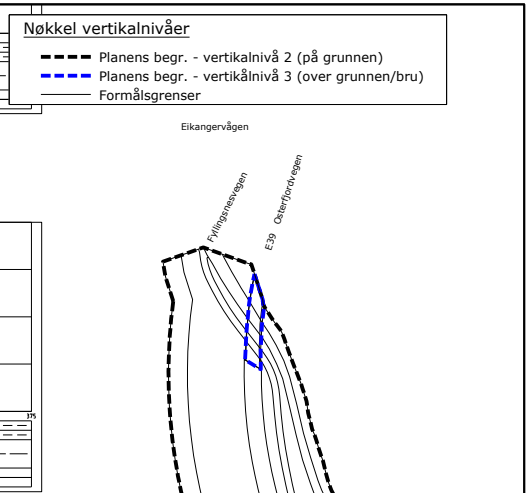 Nøkkel vertikalnivåer
Planens begr. - vertikalnivå 2 (på grunnen)
Planens begr. - vertikålnivå 3 (over grunnen/bru)
Formålsgrenser
Eikangervågen
Fyllingsnesvegen
E39 Osterfjordvegen
375